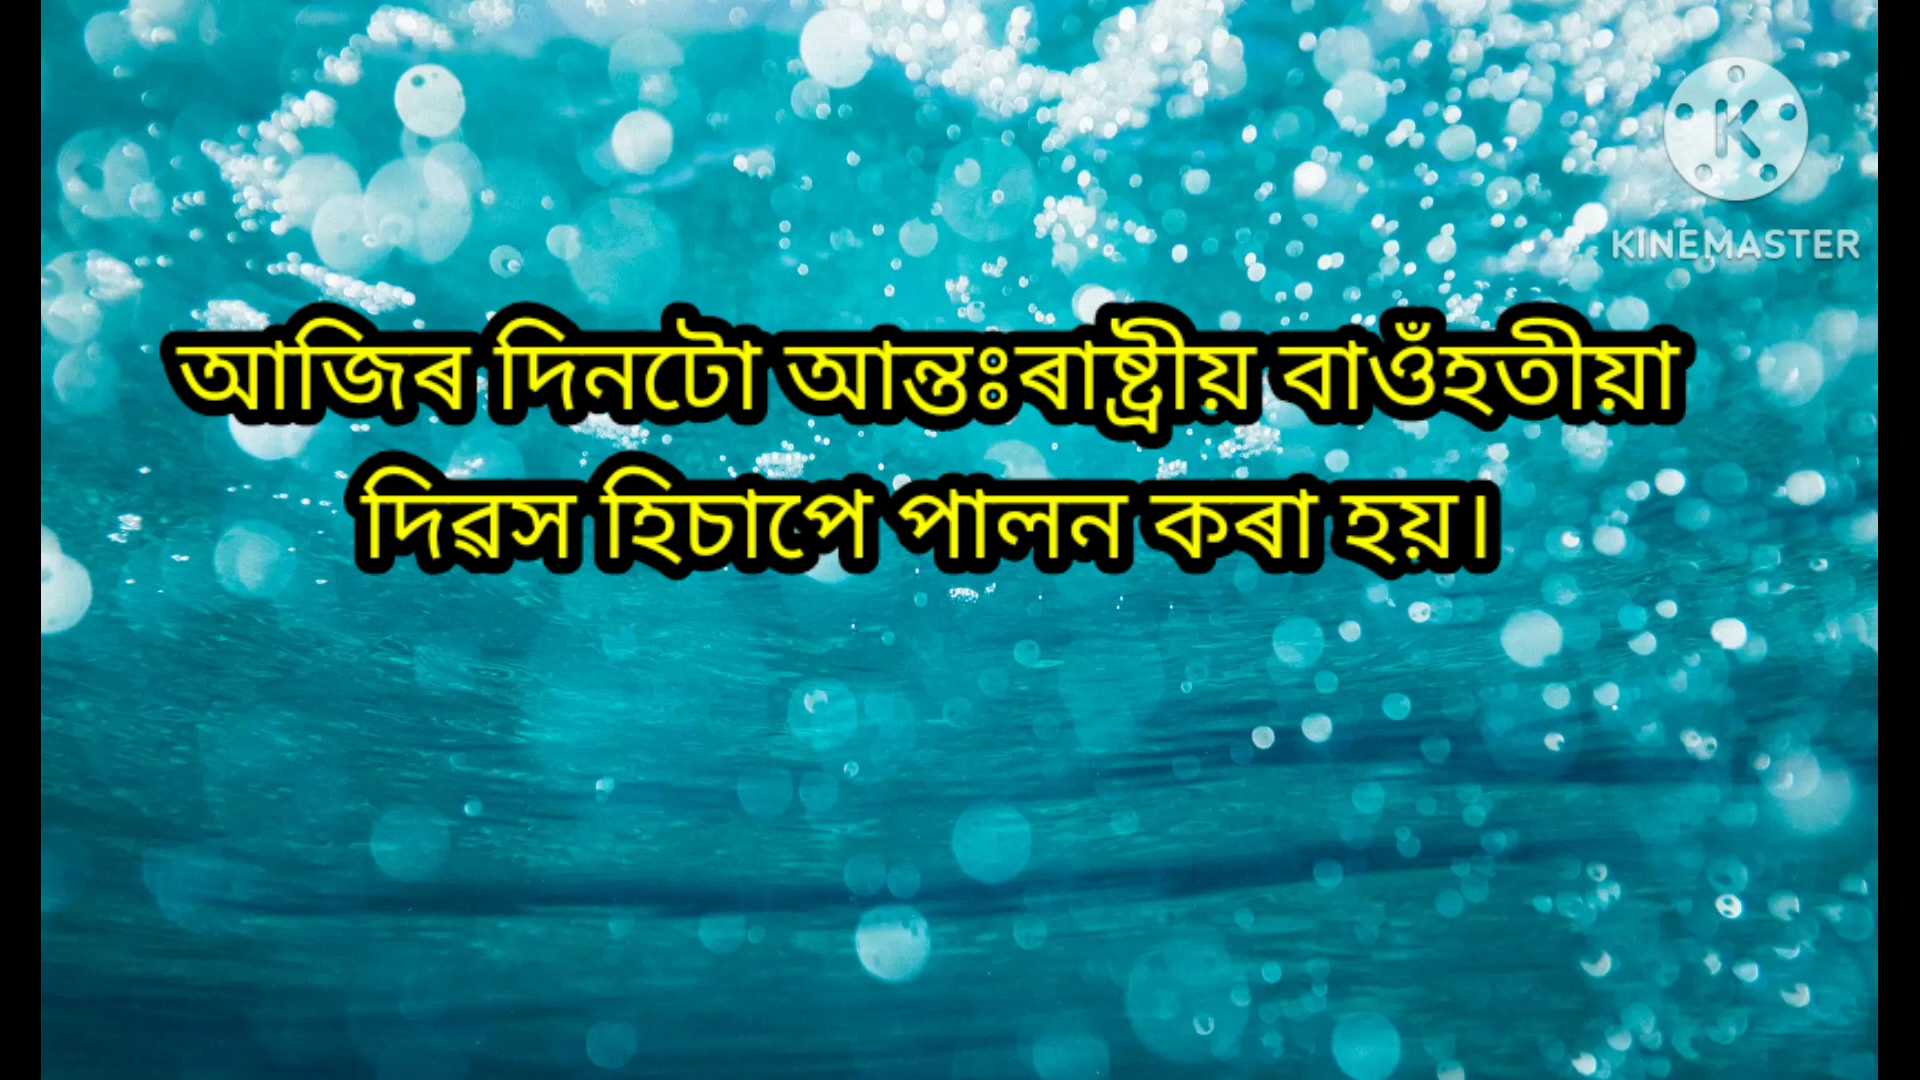 KINEMASTER
আজিৰ দিনটো আন্তঃৰাষ্ট্ৰীয় বাওঁহতীয়া
দিৱস হিচাপে পালন কৰা হয়।